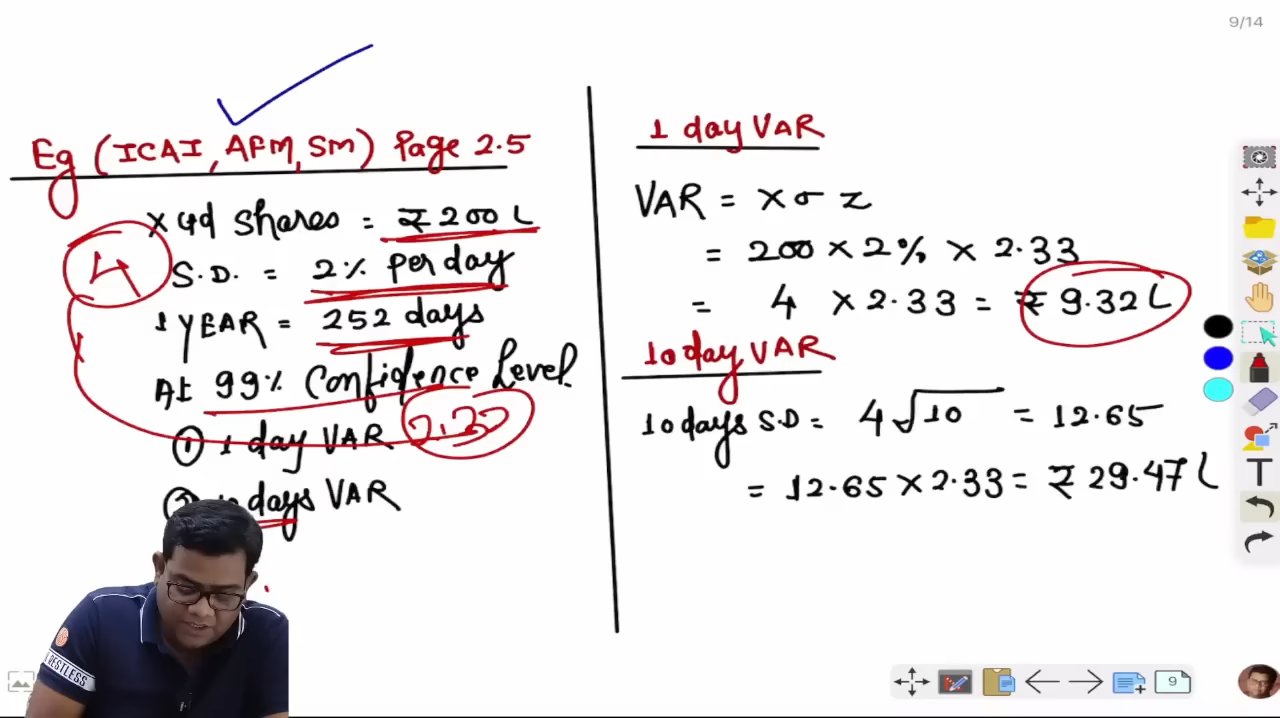 9/14
Eg (ICAI, AFM, SM) Page 2.5
X Ltd Shares = ₹ 200 L
4
S.D. = 2% per day
1 YEAR = 252 days
At 99% Confidence Level
2.33
① 1 day VAR
days VAR
1 day VAR
VAR = X σ Z
= 200 × 2% × 2.33
= 4 × 2.33 = ₹ 9.32 L
10 day VAR
10 days S.D = 4√10 = 12.65
= 12.65 × 2.33 = ₹ 29.47 L
RESTLESS
T
9